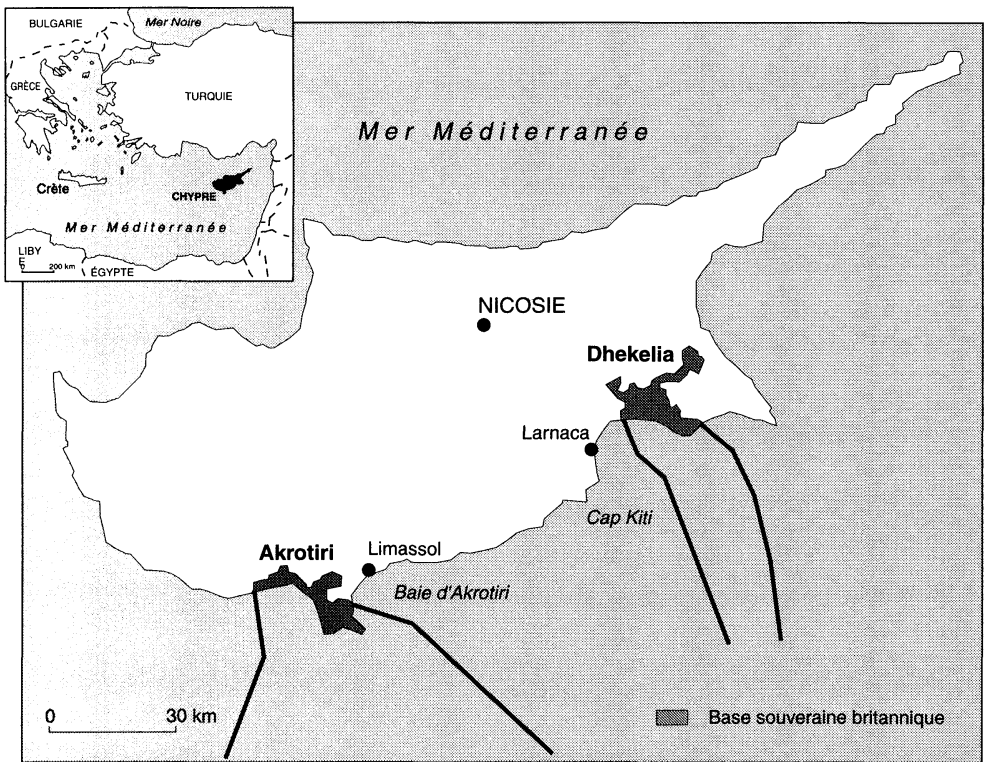 BULGARIE
Mer Noire
GRÈCE
TURQUIE
Crète
CHYPRE
Mer Méditerranée
LIBY
E
0
200 km
ÉGYPTE
Mer Méditerranée
NICOSIE
Dhekelia
Larnaca
Cap Kiti
Akrotiri
Limassol
Baie d'Akrotiri
0 30 km
Base souveraine britannique